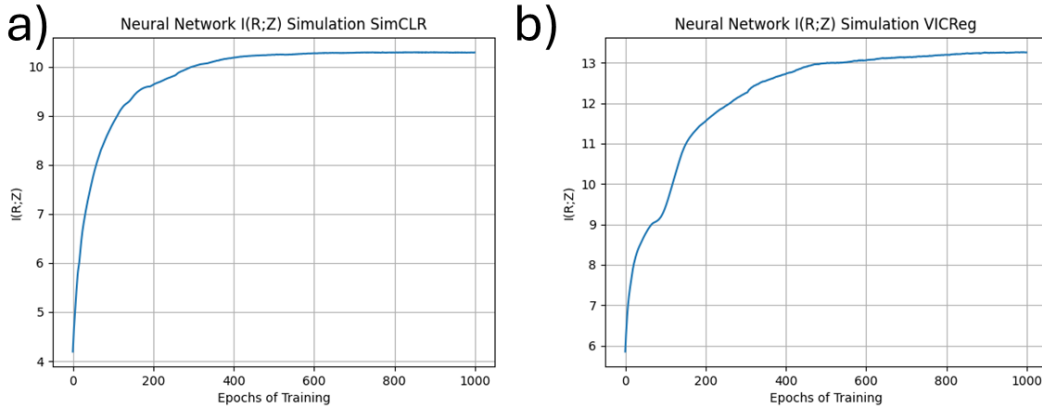 a)
Neural Network I(R;Z) Simulation SimCLR
10
9
8
7
6
5
4
I(R;Z)
0 200 400 600 800 1000
Epochs of Training
b)
Neural Network I(R;Z) Simulation VICReg
13
12
11
10
9
8
7
6
I(R;Z)
0 200 400 600 800 1000
Epochs of Training